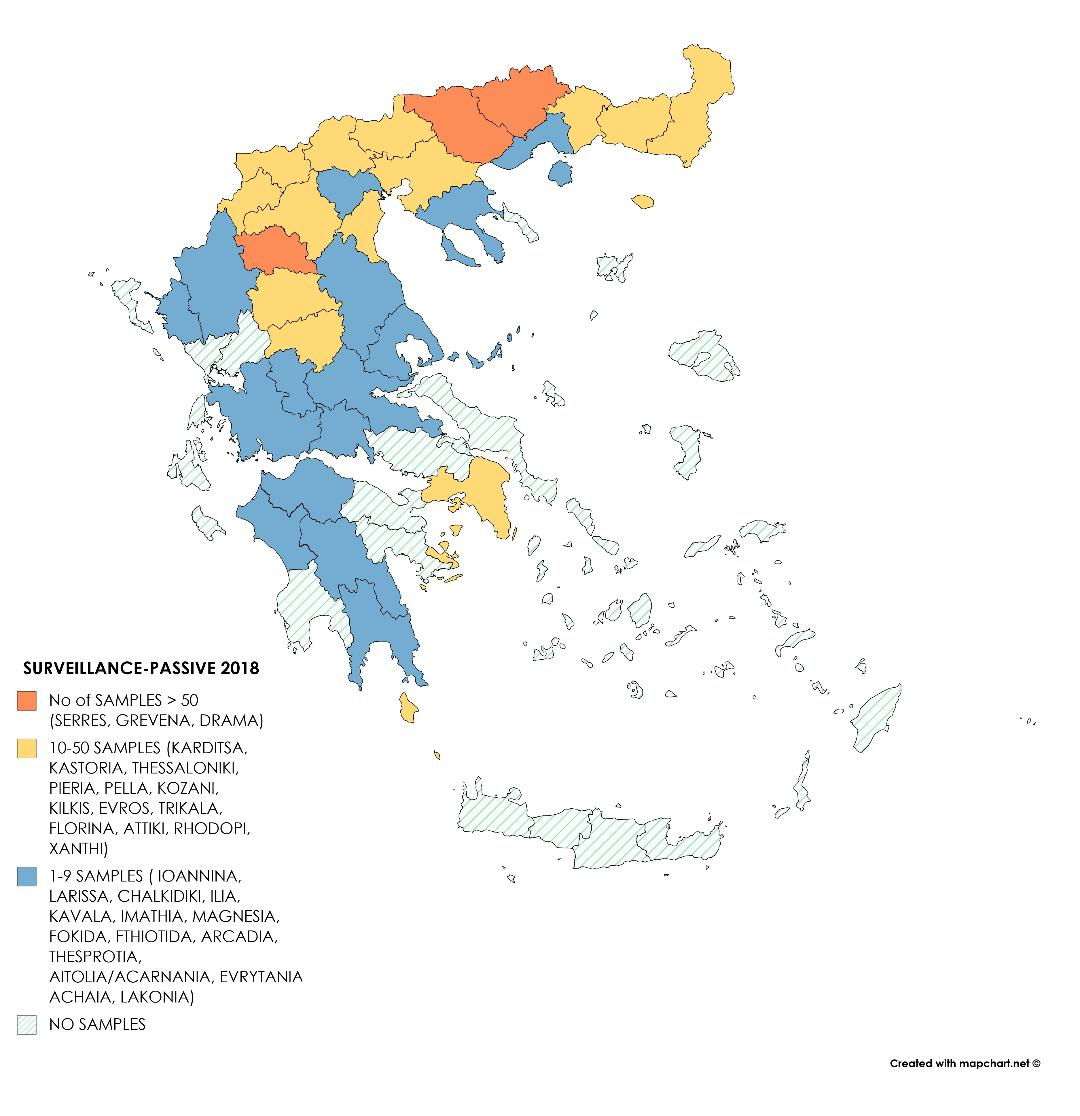 SURVEILLANCE-PASSIVE 2018
No of SAMPLES > 50
(SERRES, GREVENA, DRAMA)
10-50 SAMPLES (KARDITSA,
KASTORIA, THESSALONIKI,
PIERIA, PELLA, KOZANI,
KILKIS, EVROS, TRIKALA,
FLORINA, ATTIKI, RHODOPI,
XANTHI)
1-9 SAMPLES ( IOANNINA,
LARISSA, CHALKIDIKI, ILIA,
KAVALA, IMATHIA, MAGNESIA,
FOKIDA, FTHIOTIDA, ARCADIA,
THESPROTIA,
AITOLIA/ACARNANIA, EVRYTANIA
ACHAIA, LAKONIA)
NO SAMPLES
Created with mapchart.net ©